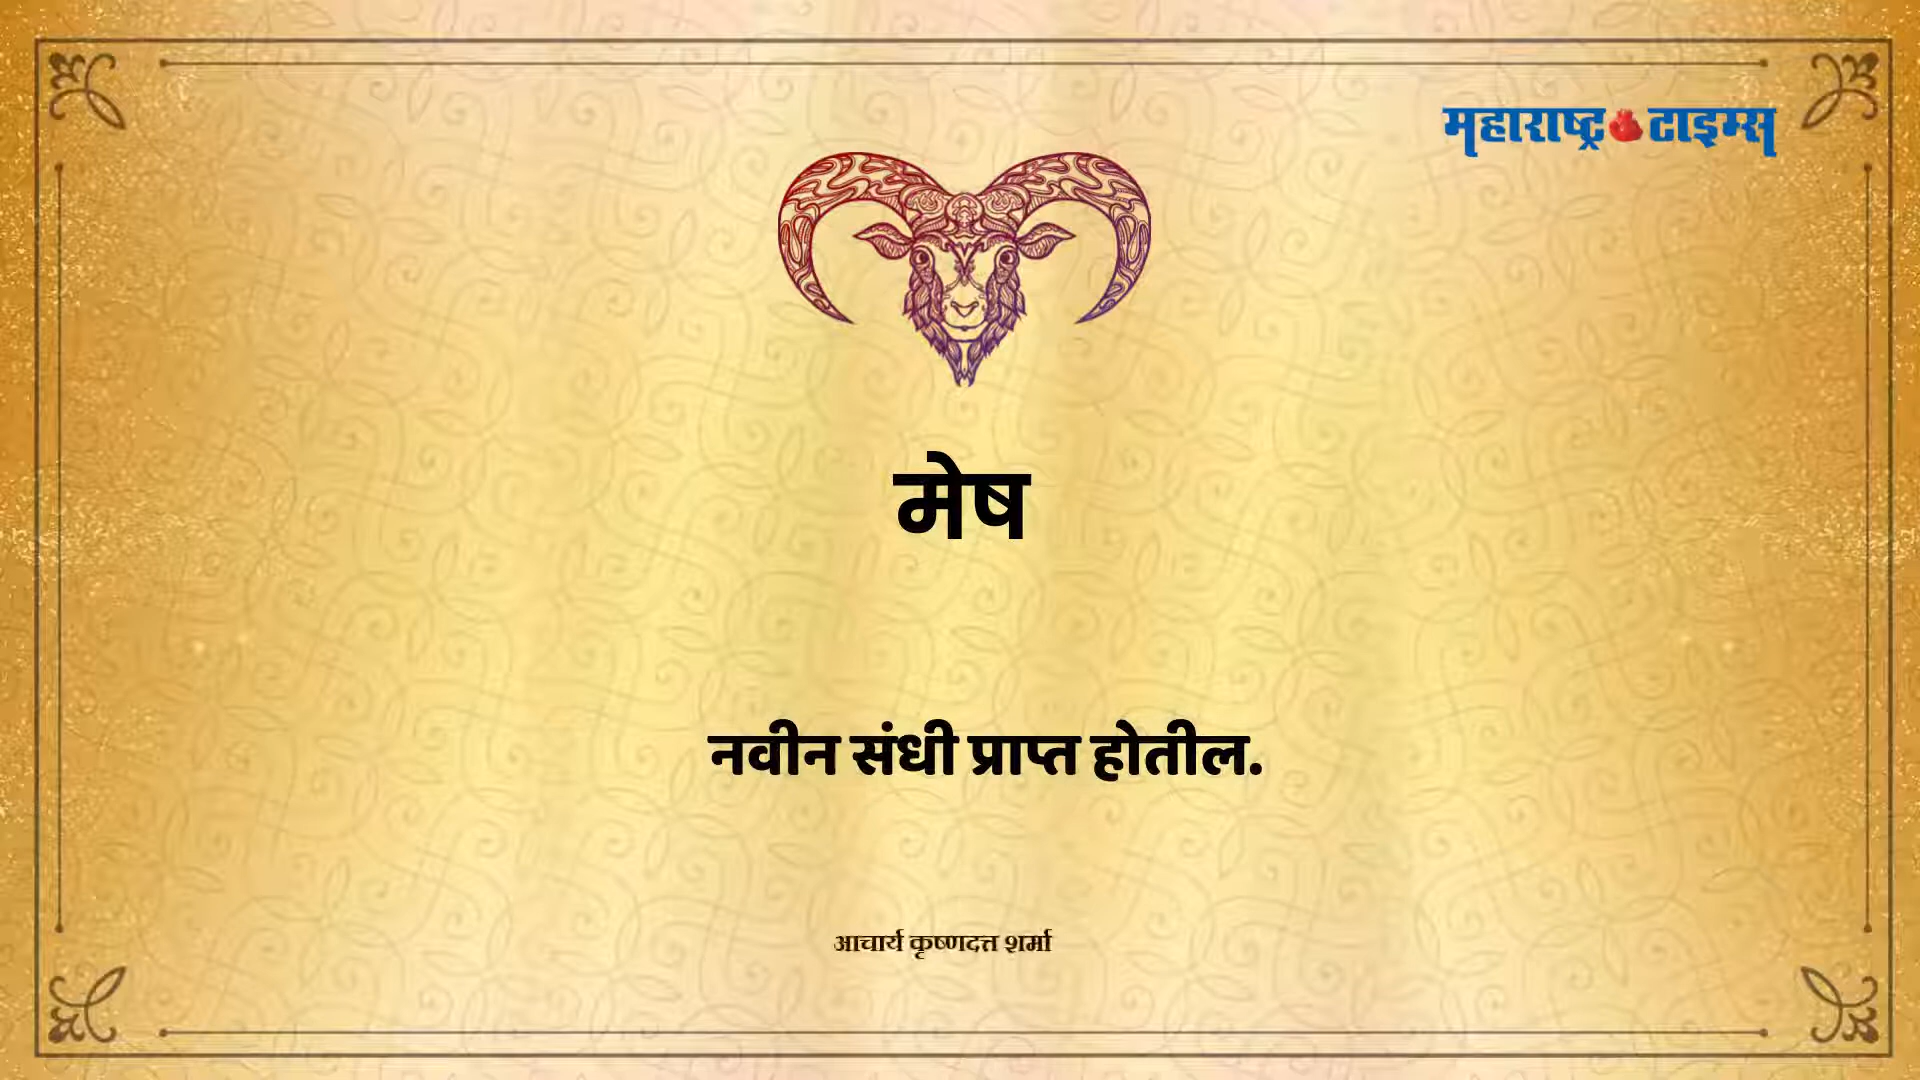 महाराष्ट्र टाइम्स
मेष
नवीन संधी प्राप्त होतील.
आचार्य कृष्णदत्त शर्मा